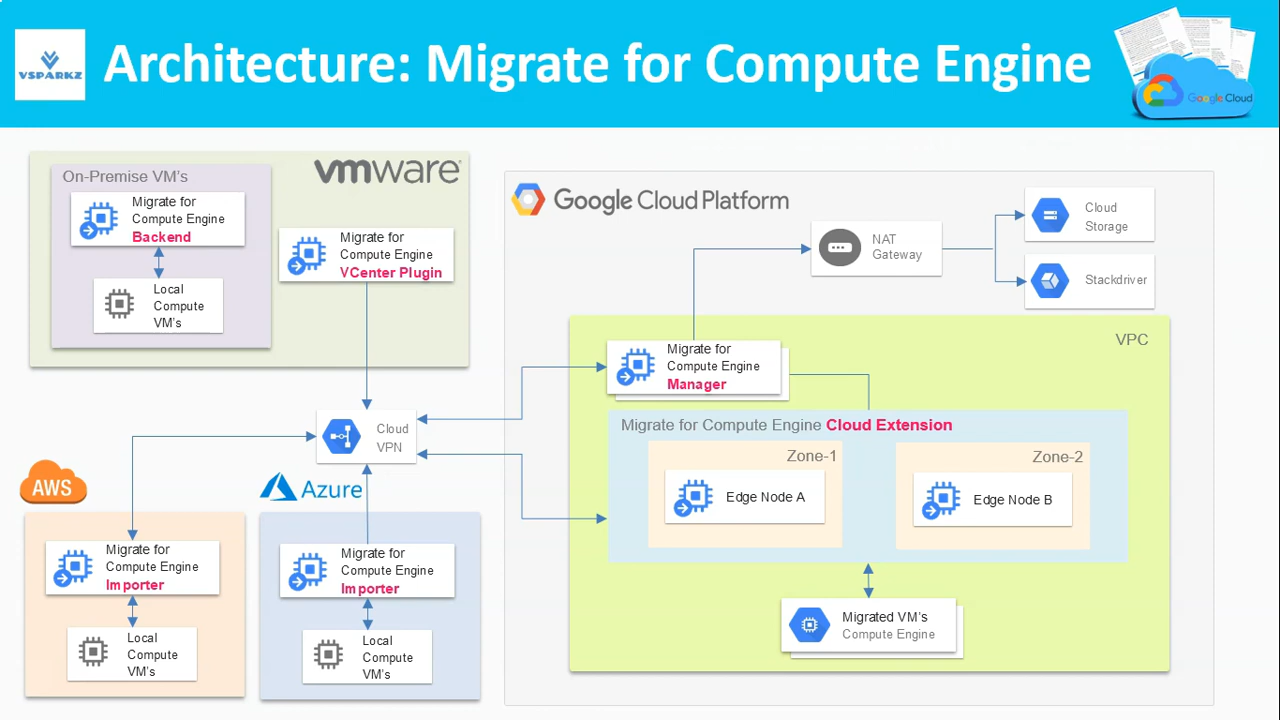 VSPARKZ
Architecture: Migrate for Compute Engine
Google Cloud
On-Premise VM's
vmware
Migrate for
Compute Engine
Backend
Local
Compute
VM's
Migrate for
Compute Engine
VCenter Plugin
Google Cloud Platform
NAT
Gateway
Cloud
Storage
Stackdriver
VPC
Migrate for
Compute Engine
Manager
Migrate for Compute Engine Cloud Extension
Zone-1
Edge Node A
Zone-2
Edge Node B
Migrated VM's
Compute Engine
Cloud
VPN
AWS
Migrate for
Compute Engine
Importer
Local
Compute
VM's
Azure
Migrate for
Compute Engine
Importer
Local
Compute
VM's